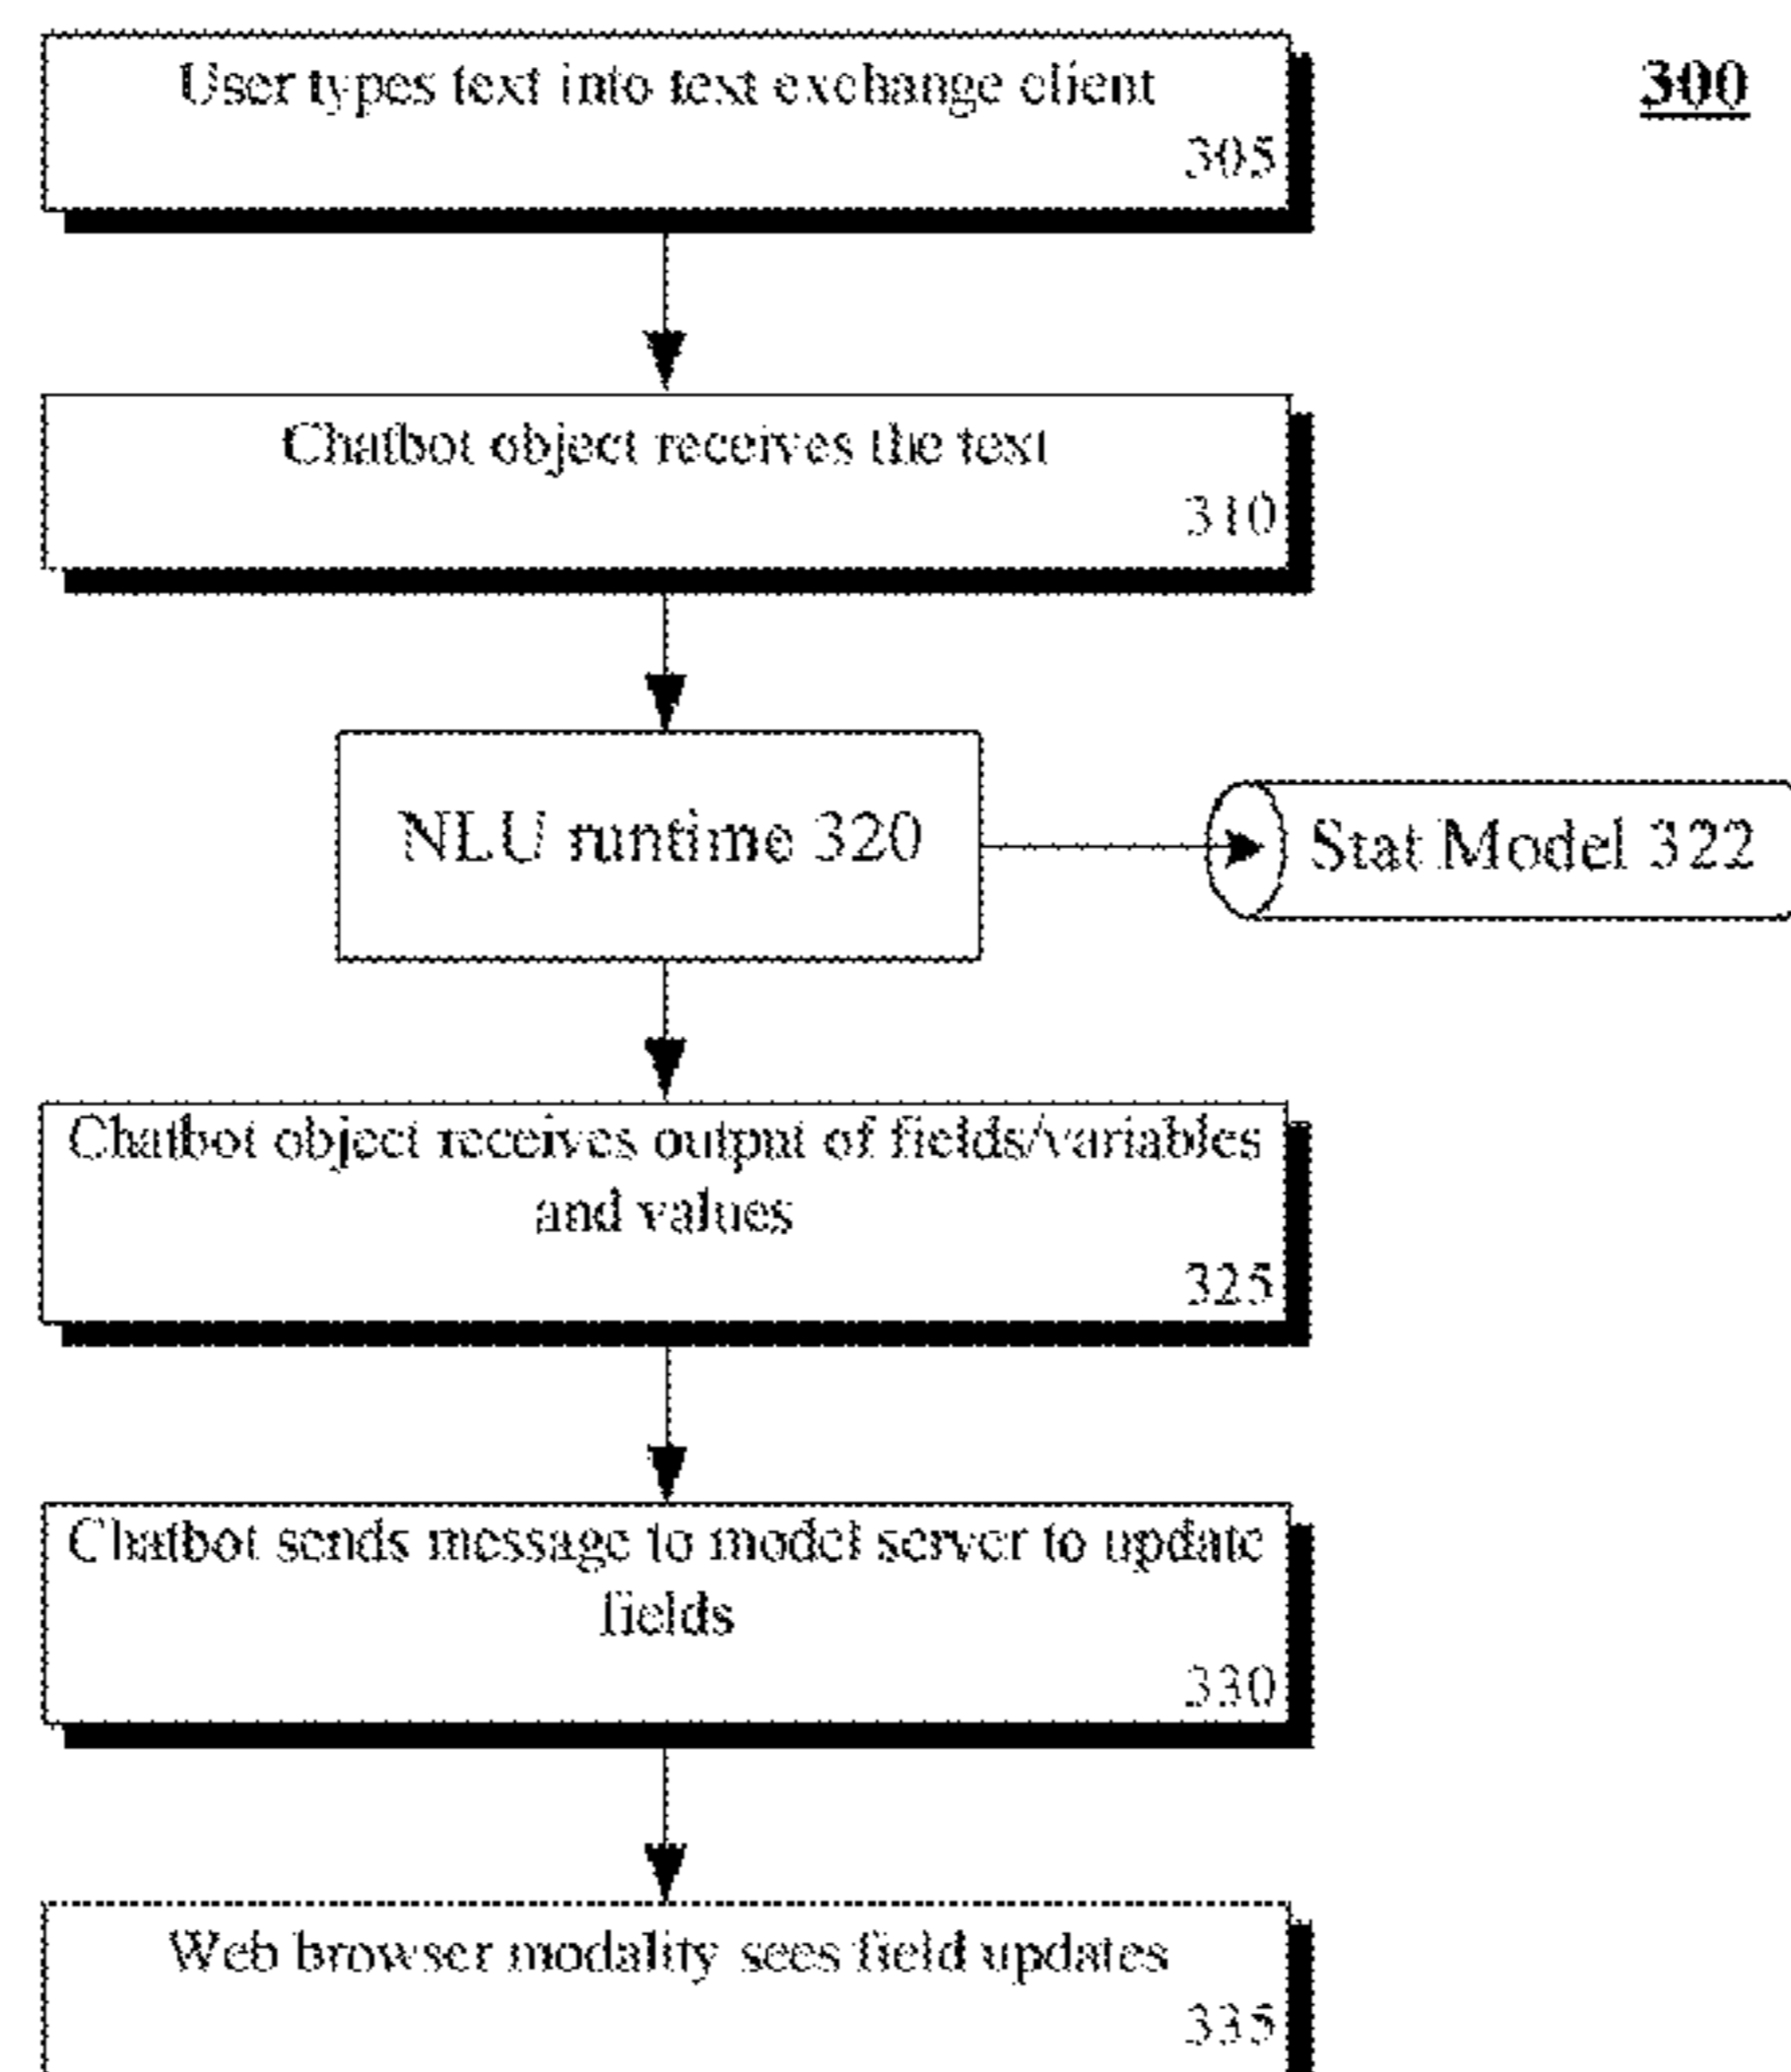 User types text into text exchange client
300
305
Chatbot object receives the text
310
NLU runtime 320
Stat Model 322
Chatbot object receives output of fields/variables
and values
325
Chatbot sends message to model server to update
fields
330
Web browser modality sees field updates
335